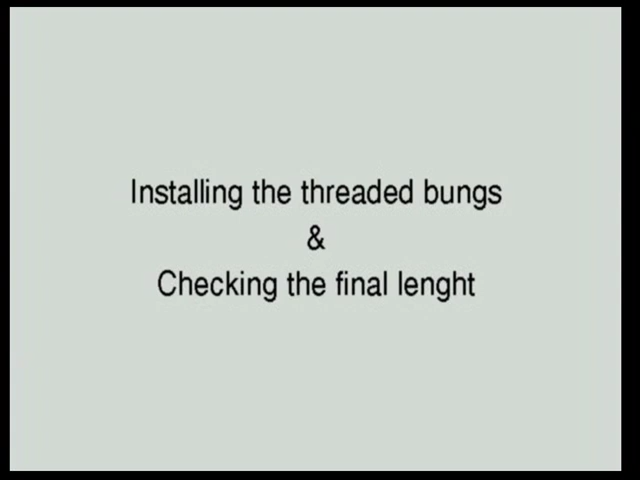 Installing the threaded bungs
&
Checking the final lenght